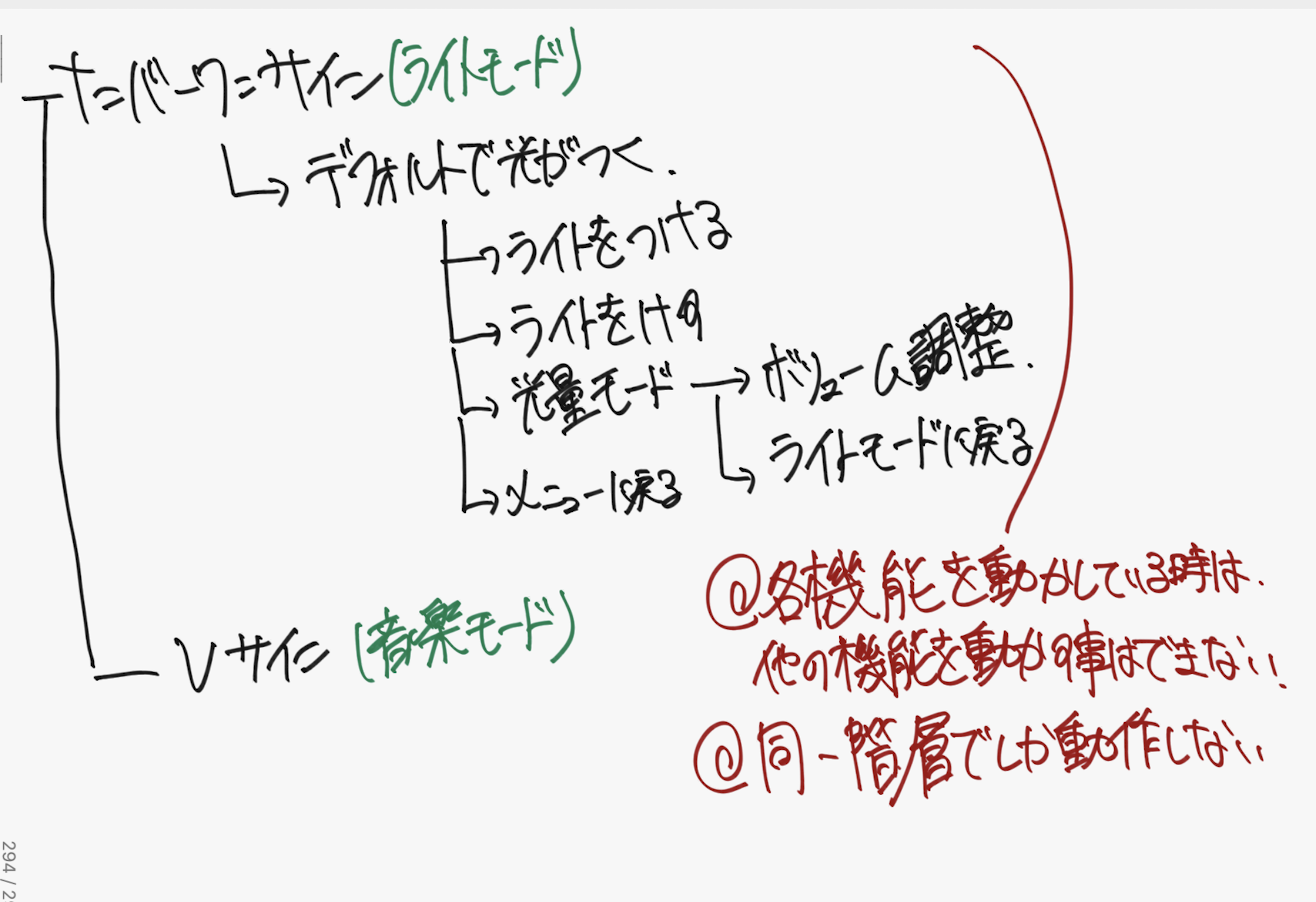 ナンバーワンサイン(ライトモード)
デフォルトで光がつく.
ライトをつける
ライトをけす
光量モード → ボリューム調整.
ライトモードに戻る
メニューに戻る
Vサイン (音楽モード)
@各機能を動かしている時は、
他の機能を動かす事はできない!
@同一階層でしか動作しない
294 / 2